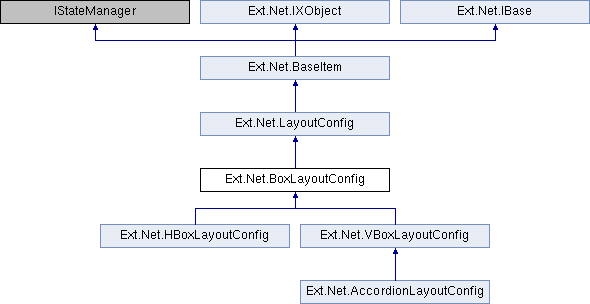 IStateManager
Ext.Net.IXObject
Ext.Net.IBase
Ext.Net.BaseItem
Ext.Net.LayoutConfig
Ext.Net.BoxLayoutConfig
Ext.Net.HBoxLayoutConfig
Ext.Net.VBoxLayoutConfig
Ext.Net.AccordionLayoutConfig